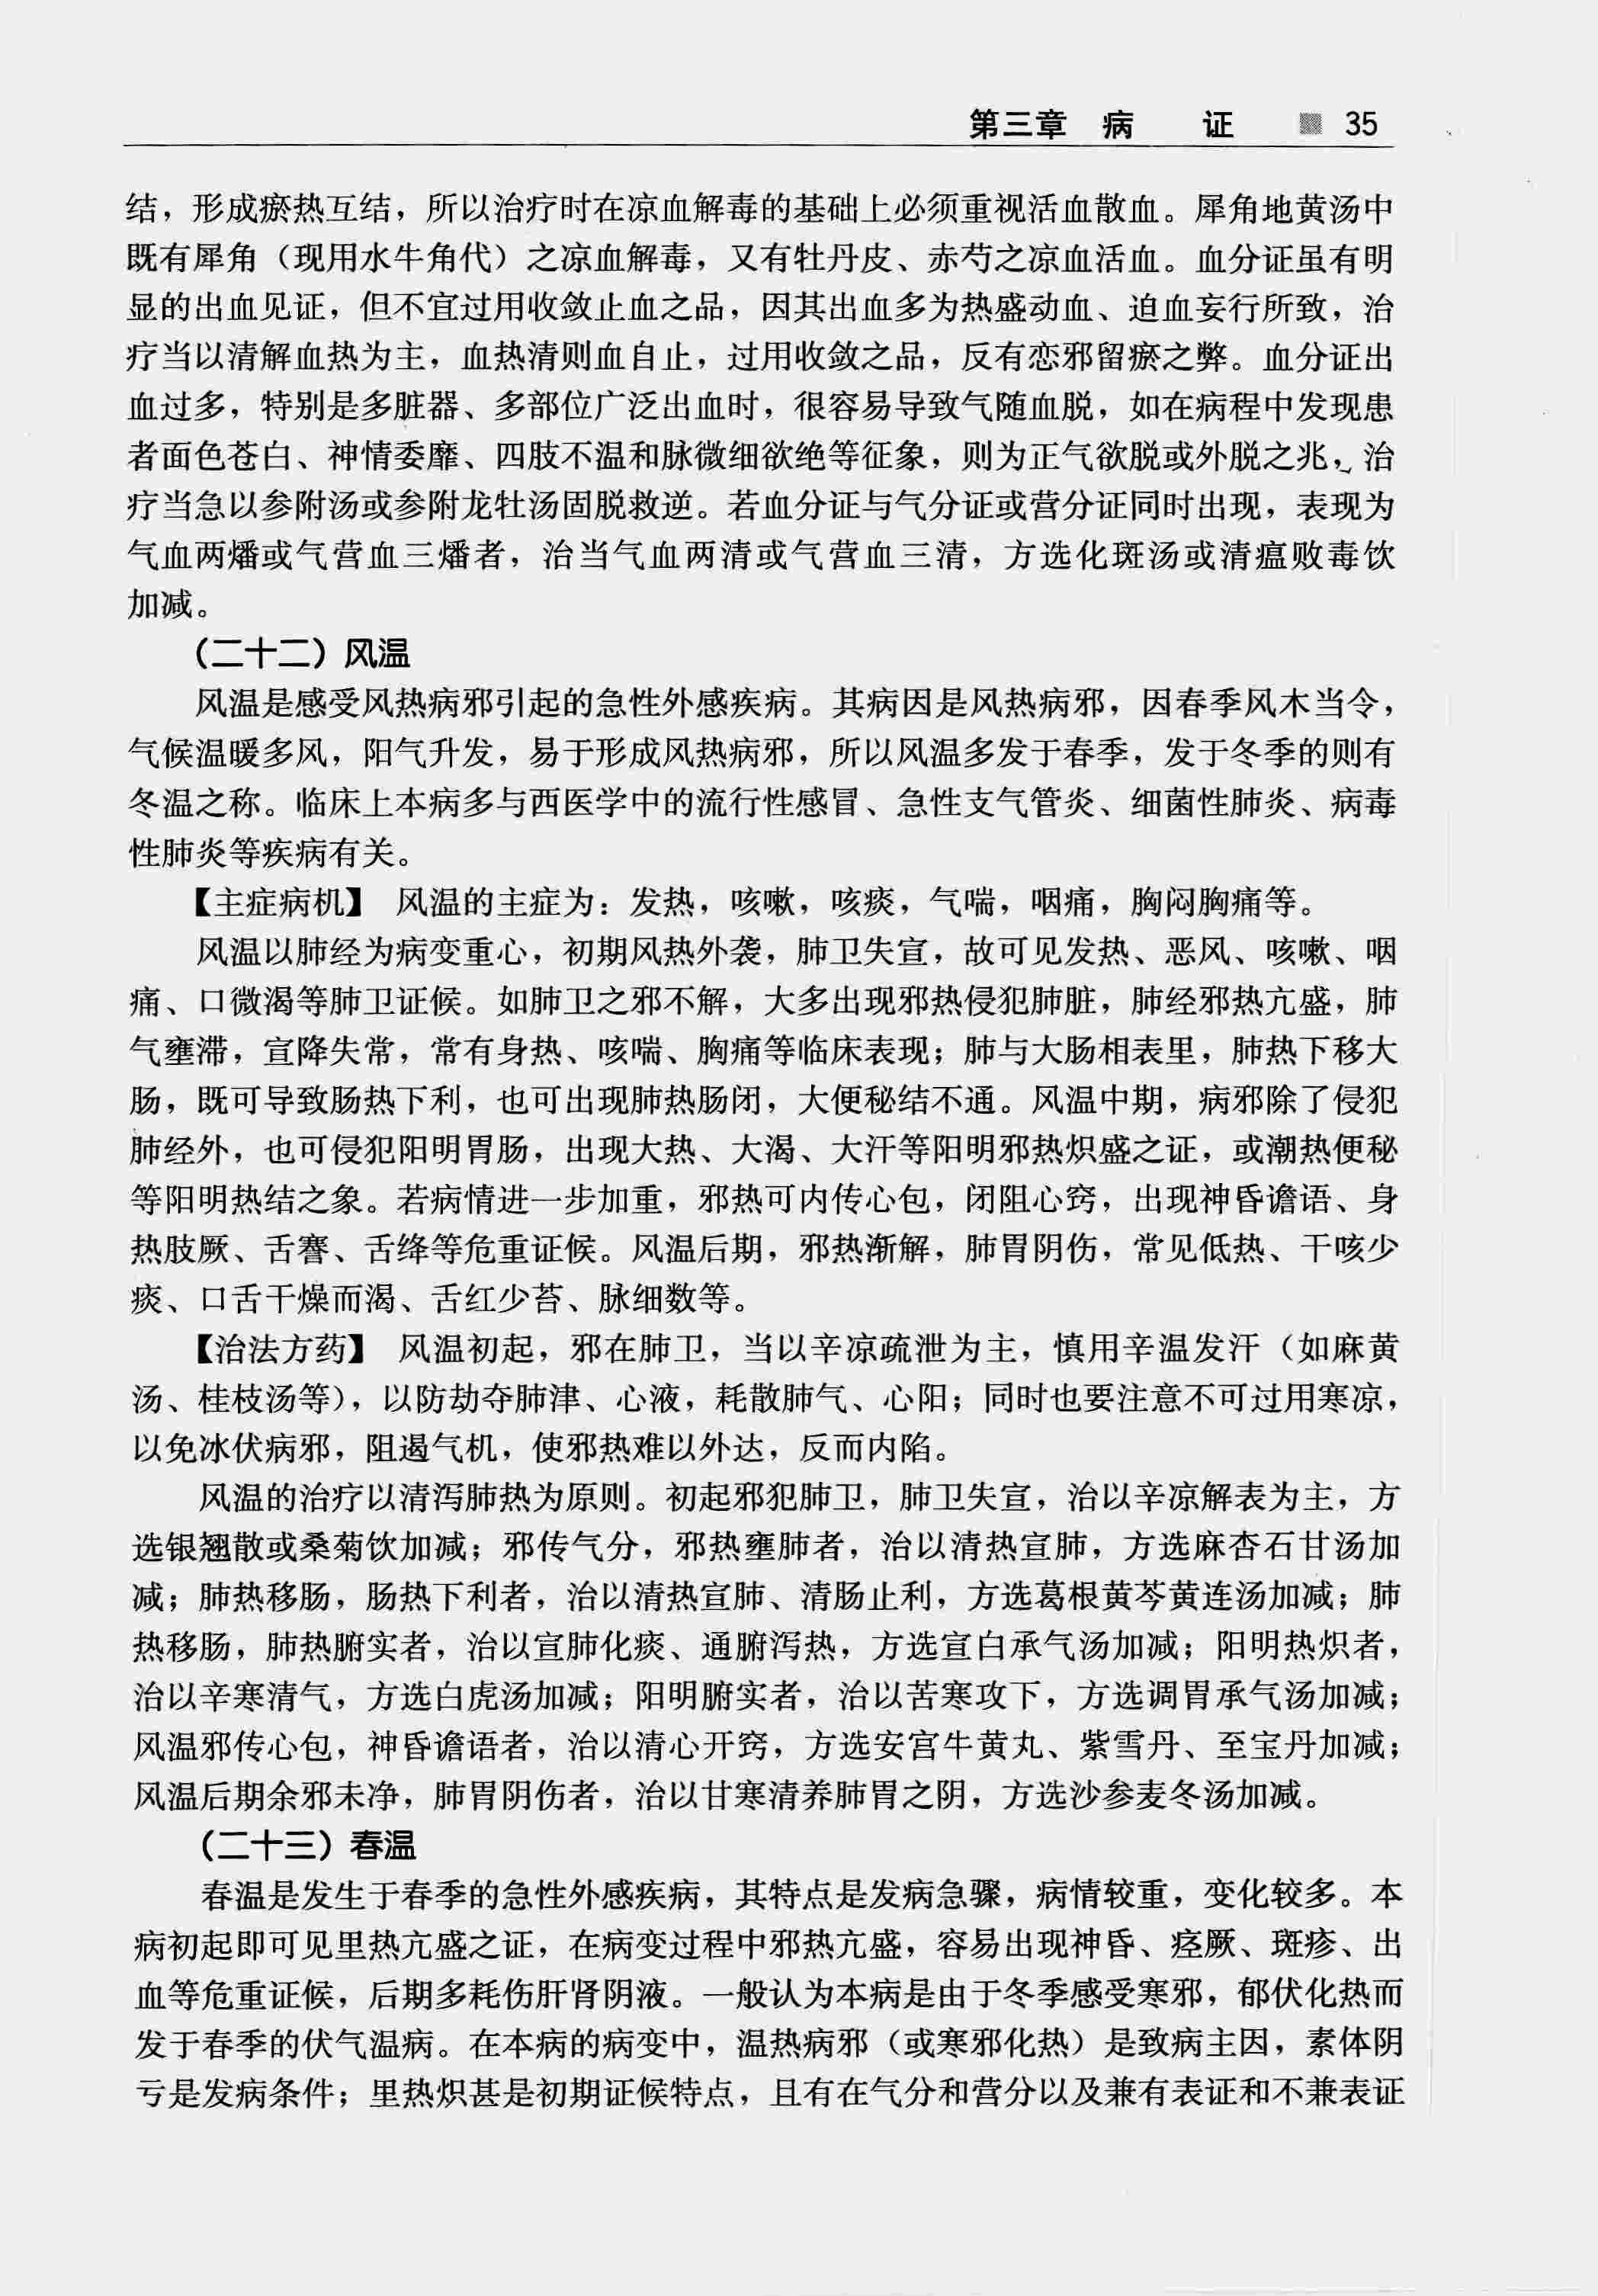 第三章 病 证 35
结，形成瘀热互结，所以治疗时在凉血解毒的基础上必须重视活血散血。犀角地黄汤中
既有犀角（现用水牛角代）之凉血解毒，又有牡丹皮、赤芍之凉血活血。血分证虽有明
显的出血见证，但不宜过用收敛止血之品，因其出血多为热盛动血、迫血妄行所致，治
疗当以清解血热为主，血热清则血自止，过用收敛之品，反有恋邪留瘀之弊。血分证出
血过多，特别是多脏器、多部位广泛出血时，很容易导致气随血脱，如在病程中发现患
者面色苍白、神情委靡、四肢不温和脉微细欲绝等征象，则为正气欲脱或外脱之兆，治
疗当急以参附汤或参附龙牡汤固脱救逆。若血分证与气分证或营分证同时出现，表现为
气血两燔或气营血三燔者，治当气血两清或气营血三清，方选化斑汤或清瘟败毒饮
加减。
（二十二）风温
风温是感受风热病邪引起的急性外感疾病。其病因是风热病邪，因春季风木当令，
气候温暖多风，阳气升发，易于形成风热病邪，所以风温多发于春季，发于冬季的则有
冬温之称。临床上本病多与西医学中的流行性感冒、急性支气管炎、细菌性肺炎、病毒
性肺炎等疾病有关。
【主症病机】 风温的主症为：发热，咳嗽，咳痰，气喘，咽痛，胸闷胸痛等。
风温以肺经为病变重心，初期风热外袭，肺卫失宣，故可见发热、恶风、咳嗽、咽
痛、口微渴等肺卫证候。如肺卫之邪不解，大多出现邪热侵犯肺脏，肺经邪热亢盛，肺
气壅滞，宣降失常，常有身热、咳喘、胸痛等临床表现；肺与大肠相表里，肺热下移大
肠，既可导致肠热下利，也可出现肺热肠闭，大便秘结不通。风温中期，病邪除了侵犯
肺经外，也可侵犯阳明胃肠，出现大热、大渴、大汗等阳明邪热炽盛之证，或潮热便秘
等阳明热结之象。若病情进一步加重，邪热可内传心包，闭阻心窍，出现神昏谵语、身
热肢厥、舌謇、舌绛等危重证候。风温后期，邪热渐解，肺胃阴伤，常见低热、干咳少
痰、口舌干燥而渴、舌红少苔、脉细数等。
【治法方药】 风温初起，邪在肺卫，当以辛凉疏泄为主，慎用辛温发汗（如麻黄
汤、桂枝汤等），以防劫夺肺津、心液，耗散肺气、心阳；同时也要注意不可过用寒凉，
以免冰伏病邪，阻遏气机，使邪热难以外达，反而内陷。
风温的治疗以清泻肺热为原则。初起邪犯肺卫，肺卫失宣，治以辛凉解表为主，方
选银翘散或桑菊饮加减；邪传气分，邪热壅肺者，治以清热宣肺，方选麻杏石甘汤加
减；肺热移肠，肠热下利者，治以清热宣肺、清肠止利，方选葛根黄芩黄连汤加减；肺
热移肠，肺热腑实者，治以宣肺化痰、通腑泻热，方选宣白承气汤加减；阳明热炽者，
治以辛寒清气，方选白虎汤加减；阳明腑实者，治以苦寒攻下，方选调胃承气汤加减；
风温邪传心包，神昏谵语者，治以清心开窍，方选安宫牛黄丸、紫雪丹、至宝丹加减；
风温后期余邪未净，肺胃阴伤者，治以甘寒清养肺胃之阴，方选沙参麦冬汤加减。
（二十三）春温
春温是发生于春季的急性外感疾病，其特点是发病急骤，病情较重，变化较多。本
病初起即可见里热亢盛之证，在病变过程中邪热亢盛，容易出现神昏、痉厥、斑疹、出
血等危重证候，后期多耗伤肝肾阴液。一般认为本病是由于冬季感受寒邪，郁伏化热而
发于春季的伏气温病。在本病的病变中，温热病邪（或寒邪化热）是致病主因，素体阴
亏是发病条件；里热炽甚是初期证候特点，且有在气分和营分以及兼有表证和不兼表证